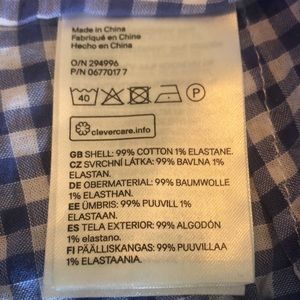 Made in China
Fabriqué en Chine
Hecho en China
O/N 294996
P/N 0677017 7
40 P
clevercare.info
GB SHELL: 99% COTTON 1% ELASTANE.
CZ SVRCHNÍ LÁTKA: 99% BAVLNA 1%
ELASTAN.
DE OBERMATERIAL: 99% BAUMWOLLE
1% ELASTHAN.
EE ÜMBRIS: 99% PUUVILL 1%
ELASTAAN.
ES TELA EXTERIOR: 99% ALGODÓN
1% elastano.
FI PÄÄLLISKANGAS: 99% PUUVILLAA
1% ELASTAANIA.